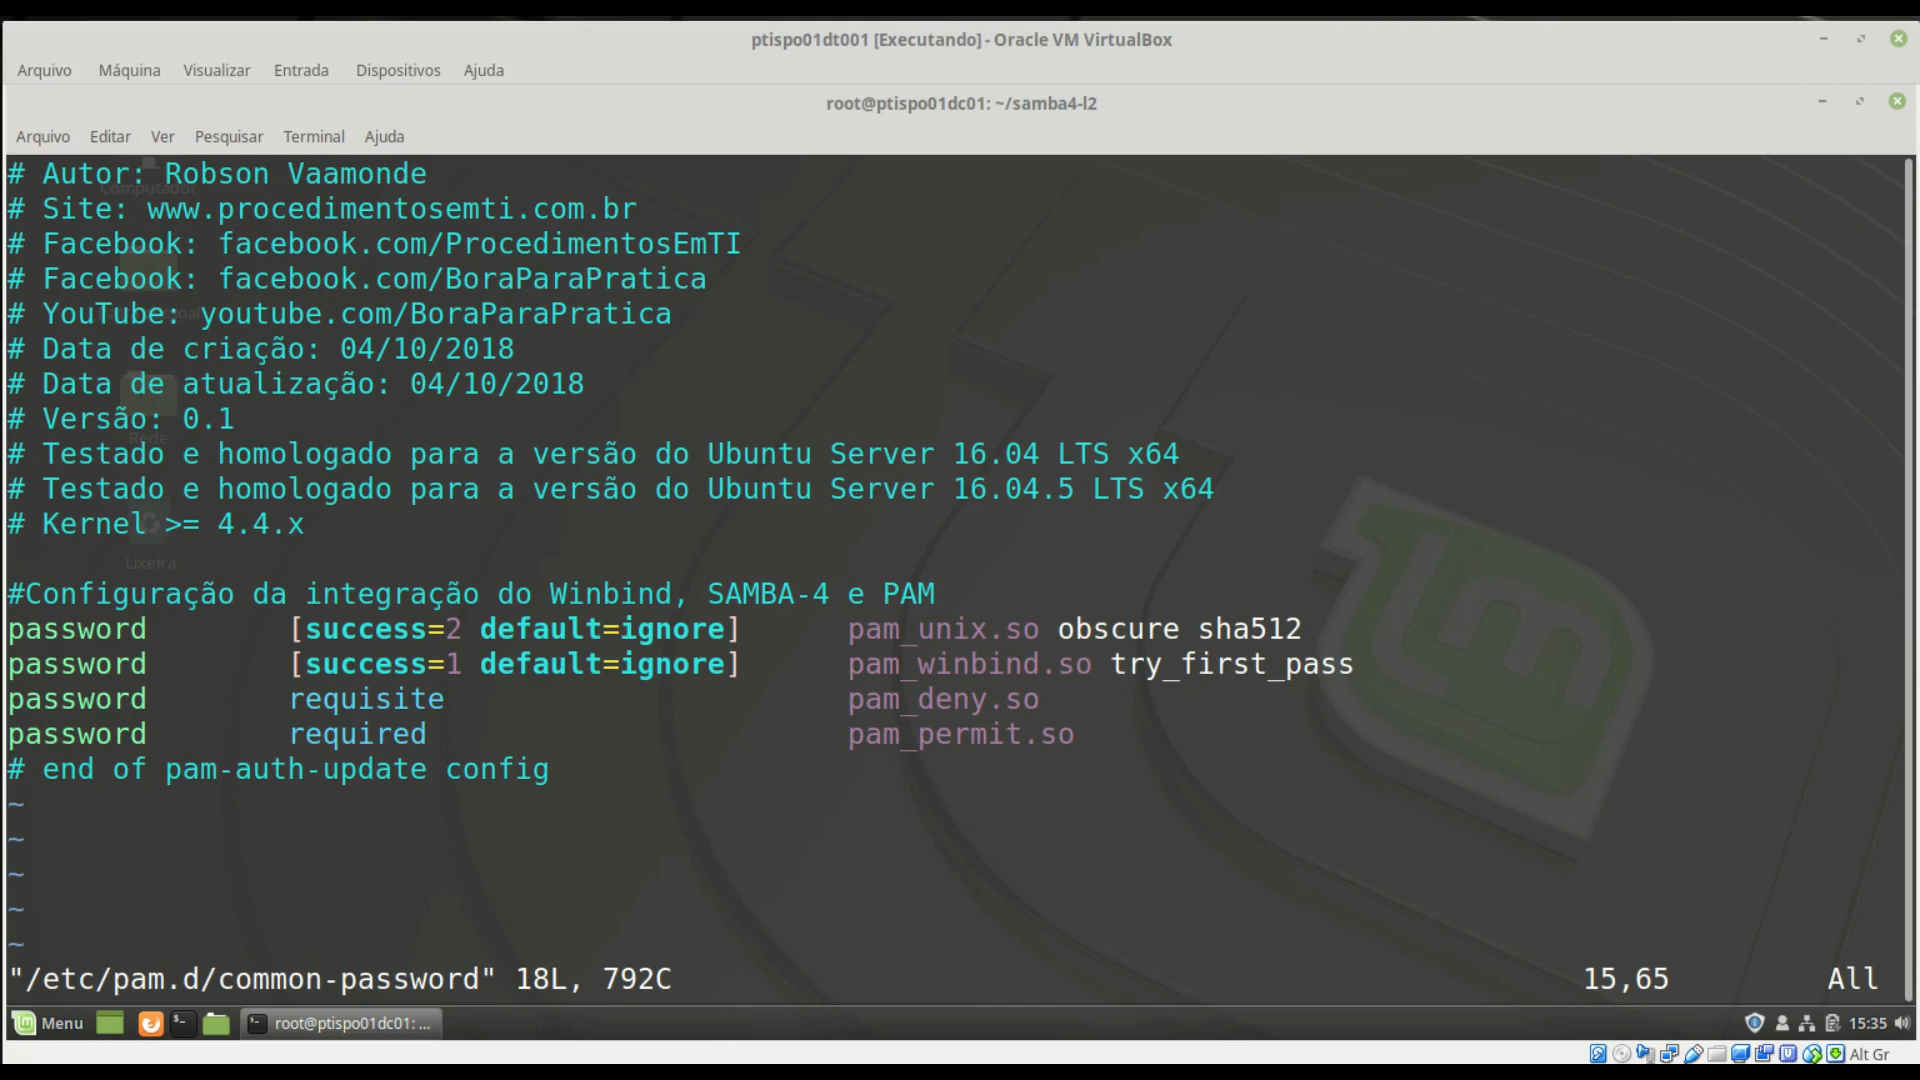 ptispo01dt001 [Executando] - Oracle VM VirtualBox
Arquivo Máquina Visualizar Entrada Dispositivos Ajuda
root@ptispo01dc01: ~/samba4-l2
Arquivo Editar Ver Pesquisar Terminal Ajuda
# Autor: Robson Vaamonde
Computador
# Site: www.procedimentosemti.com.br
# Facebook: facebook.com/ProcedimentosEmTI
# Facebook: facebook.com/BoraParaPratica
# YouTube: youtube.com/BoraParaPratica
# Data de criação: 04/10/2018
# Data de atualização: 04/10/2018
# Versão: 0.1
Rede
# Testado e homologado para a versão do Ubuntu Server 16.04 LTS x64
# Testado e homologado para a versão do Ubuntu Server 16.04.5 LTS x64
# Kernel >= 4.4.x
Lixeira
#Configuração da integração do Winbind, SAMBA-4 e PAM
password [success=2 default=ignore] pam_unix.so obscure sha512
password [success=1 default=ignore] pam_winbind.so try_first_pass
password requisite pam_deny.so
password required pam_permit.so
# end of pam-auth-update config
~
~
~
~
~
"/etc/pam.d/common-password" 18L, 792C 15,65 All
Menu root@ptispo01dc01: ... 15:35
Alt Gr